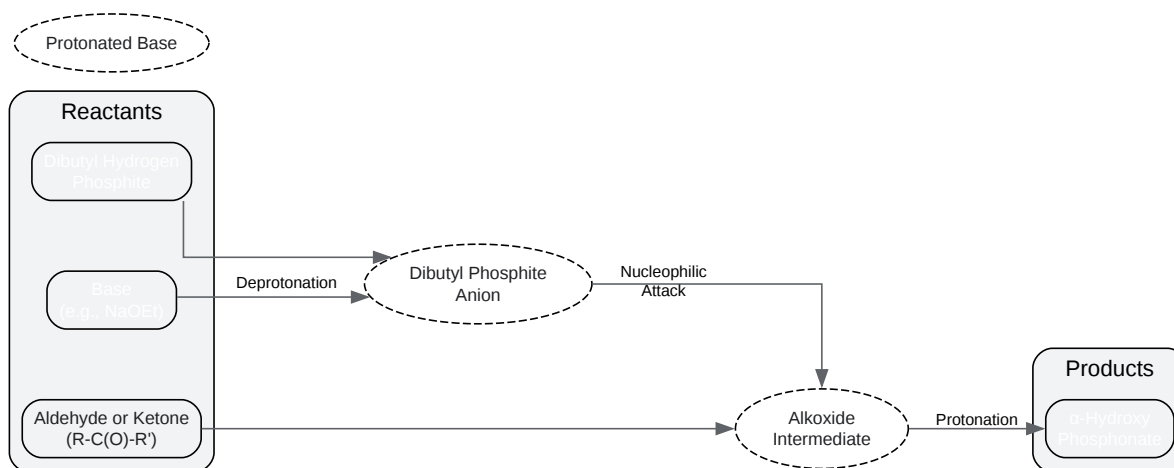 Protonated Base
Reactants
Dibutyl Hydrogen
Phosphite
Base
(e.g., NaOEt)
Deprotonation
Dibutyl Phosphite
Anion
Nucleophilic
Attack
Aldehyde or Ketone
(R-C(O)-R')
Alkoxide
Intermediate
Protonation
Products
α-Hydroxy
Phosphonate